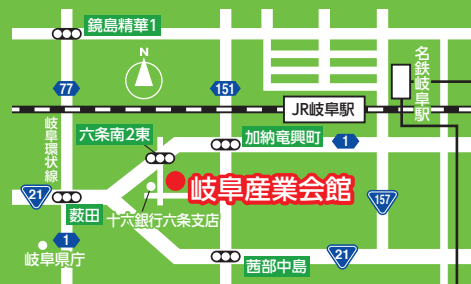 鏡島精華1
N
名鉄岐阜駅
77
151
JR岐阜駅
岐阜環状線
六条南2東
加納竜興町
1
岐阜産業会館
21
薮田
十六銀行六条支店
157
1
岐阜県庁
茜部中島
21